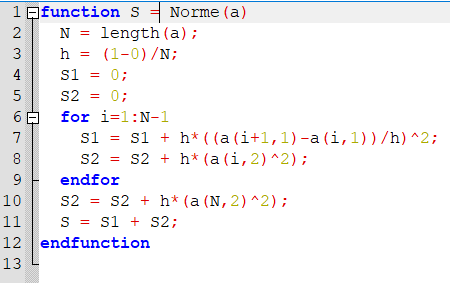 1 function S = Norme(a)
2 N = length(a);
3 h = (1-0)/N;
4 S1 = 0;
5 S2 = 0;
6 for i=1:N-1
7 S1 = S1 + h*((a(i+1,1)-a(i,1))/h)^2;
8 S2 = S2 + h*(a(i,2)^2);
9 endfor
10 S2 = S2 + h*(a(N,2)^2);
11 S = S1 + S2;
12 endfunction
13